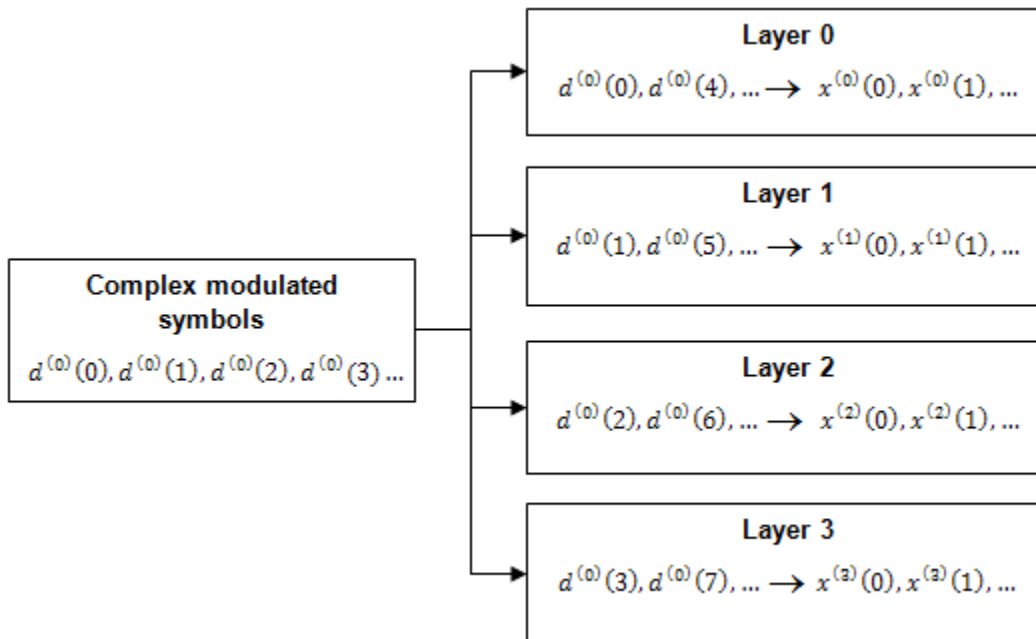 Layer 0
d⁽⁰⁾(0), d⁽⁰⁾(4), ... → x⁽⁰⁾(0), x⁽⁰⁾(1), ...
Layer 1
d⁽⁰⁾(1), d⁽⁰⁾(5), ... → x⁽¹⁾(0), x⁽¹⁾(1), ...
Complex modulated
symbols
d⁽⁰⁾(0), d⁽⁰⁾(1), d⁽⁰⁾(2), d⁽⁰⁾(3) ...
Layer 2
d⁽⁰⁾(2), d⁽⁰⁾(6), ... → x⁽²⁾(0), x⁽²⁾(1), ...
Layer 3
d⁽⁰⁾(3), d⁽⁰⁾(7), ... → x⁽³⁾(0), x⁽³⁾(1), ...